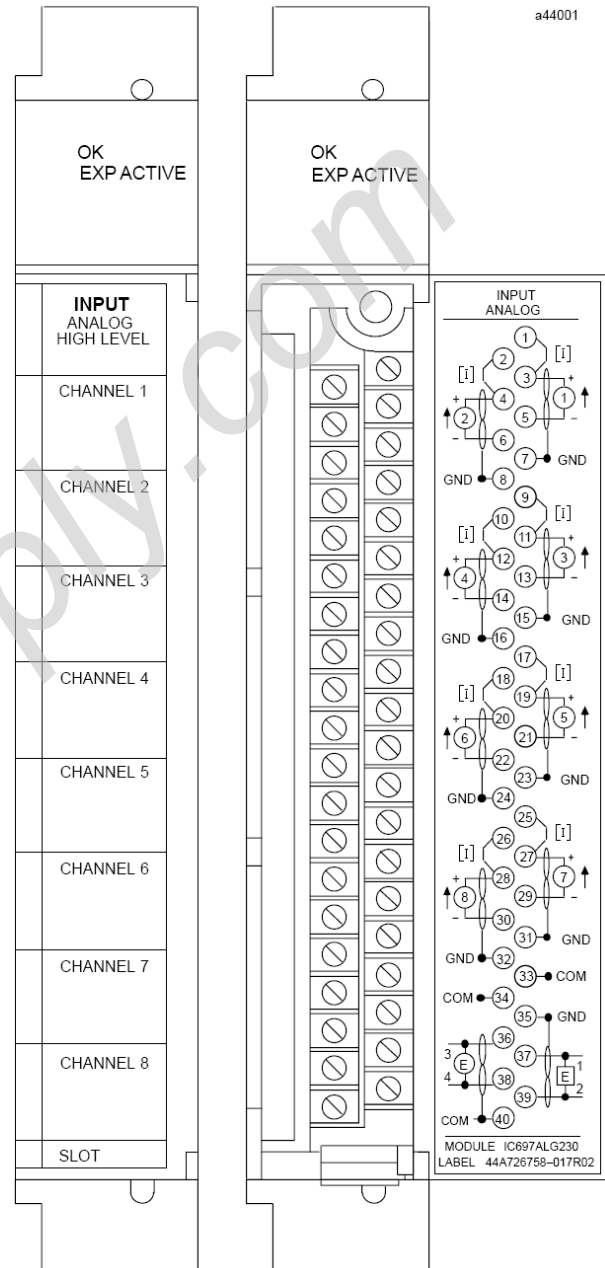 a44001
OK
EXP ACTIVE
OK
EXP ACTIVE
INPUT
ANALOG
HIGH LEVEL
CHANNEL 1
CHANNEL 2
CHANNEL 3
CHANNEL 4
CHANNEL 5
CHANNEL 6
CHANNEL 7
CHANNEL 8
SLOT
INPUT
ANALOG
1
2 [I]
[I] 3 +
+ 4 1
2 5 −
− 6
7 GND
GND 8
9
10 [I]
[I] 11 +
+ 12 3
4 13 −
− 14
15 GND
GND 16
17
18 [I]
[I] 19 +
+ 20 5
6 21 −
− 22
23 GND
GND 24
25
26 [I]
[I] 27 +
+ 28 7
8 29 −
− 30
31 GND
GND 32
33 COM
COM 34
35 GND
36
3 37
E 1
4 38 E
39 2
COM 40
MODULE IC697ALG230
LABEL 44A726758–017R02
ply.com